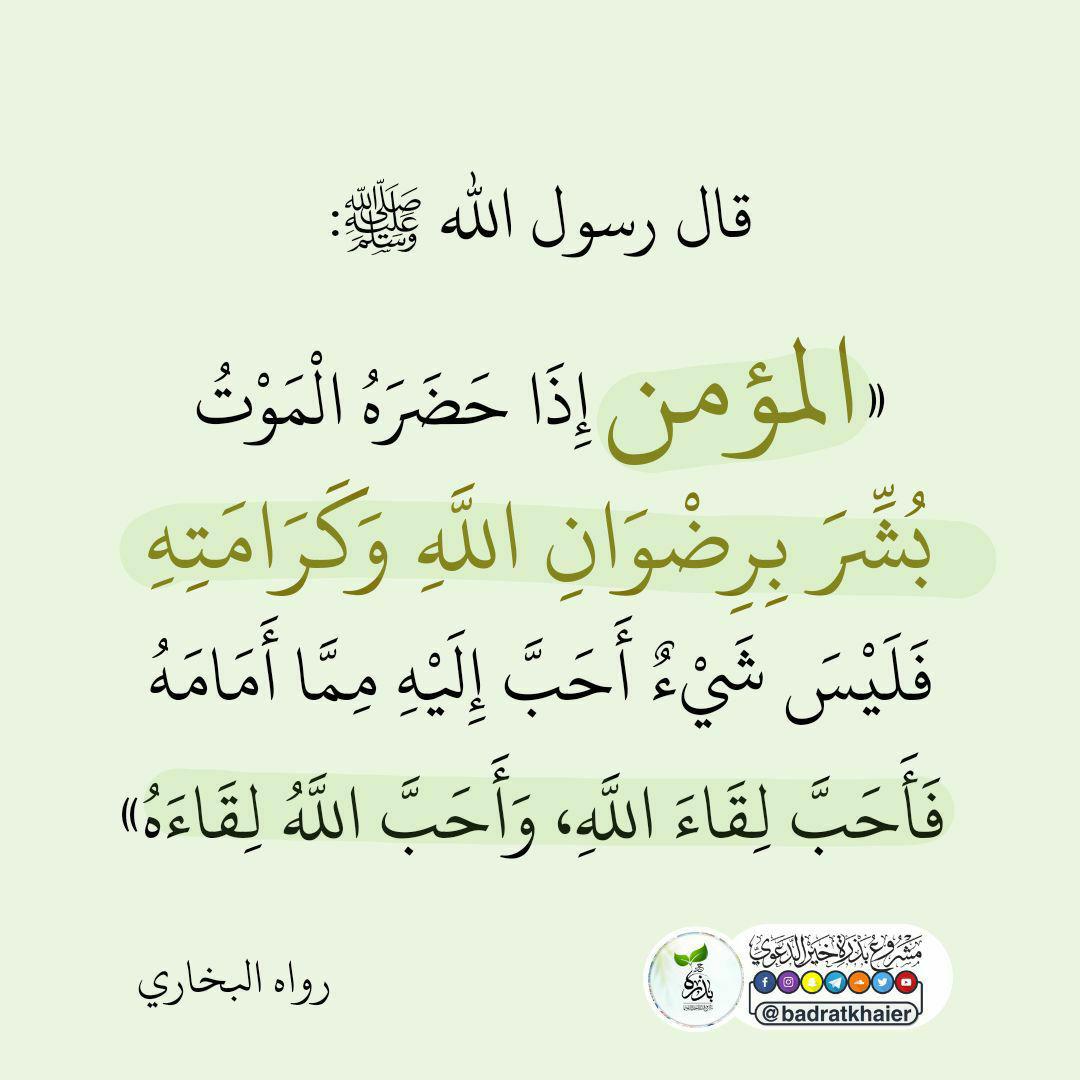 قال رسول الله ﷺ:
«المؤمن إِذَا حَضَرَهُ الْمَوْتُ
بُشِّرَ بِرِضْوَانِ اللَّهِ وَكَرَامَتِهِ
فَلَيْسَ شَيْءٌ أَحَبَّ إِلَيْهِ مِمَّا أَمَامَهُ
فَأَحَبَّ لِقَاءَ اللَّهِ، وَأَحَبَّ اللَّهُ لِقَاءَهُ»
رواه البخاري
مشروع بذرة خير الدعوي
بذرة
@badratkhaier